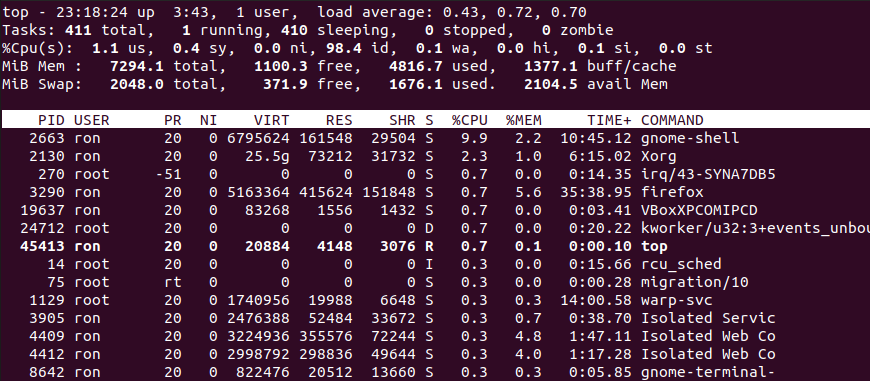 top - 23:18:24 up  3:43,  1 user,  load average: 0.43, 0.72, 0.70
Tasks: 411 total,   1 running, 410 sleeping,   0 stopped,   0 zombie
%Cpu(s):  1.1 us,  0.4 sy,  0.0 ni, 98.4 id,  0.1 wa,  0.0 hi,  0.1 si,  0.0 st
MiB Mem :   7294.1 total,   1100.3 free,   4816.7 used,   1377.1 buff/cache
MiB Swap:   2048.0 total,    371.9 free,   1676.1 used.   2104.5 avail Mem
PID USER      PR  NI    VIRT    RES    SHR S  %CPU  %MEM     TIME+ COMMAND
2663 ron       20   0 6795624 161548  29504 S   9.9   2.2  10:45.12 gnome-shell
2130 ron       20   0   25.5g  73212  31732 S   2.3   1.0   6:15.02 Xorg
270 root     -51   0       0      0      0 S   0.7   0.0   0:14.35 irq/43-SYNA7DB5
3290 ron       20   0 5163364 415624 151848 S   0.7   5.6  35:38.95 firefox
19637 ron       20   0   83268   1556   1432 S   0.7   0.0   0:03.41 VBoxXPCOMIPCD
24712 root      20   0       0      0      0 D   0.7   0.0   0:20.22 kworker/u32:3+events_unbou
45413 ron       20   0   20884   4148   3076 R   0.7   0.1   0:00.10 top
14 root      20   0       0      0      0 I   0.3   0.0   0:15.66 rcu_sched
75 root      rt   0       0      0      0 S   0.3   0.0   0:00.28 migration/10
1129 root      20   0 1740956  19988   6648 S   0.3   0.3  14:00.58 warp-svc
3905 ron       20   0 2476388  52484  33672 S   0.3   0.7   0:38.70 Isolated Servic
4409 ron       20   0 3224936 355576  72244 S   0.3   4.8   1:47.11 Isolated Web Co
4412 ron       20   0 2998792 298836  49644 S   0.3   4.0   1:17.28 Isolated Web Co
8642 ron       20   0  822476  20512  13660 S   0.3   0.3   0:05.85 gnome-terminal-